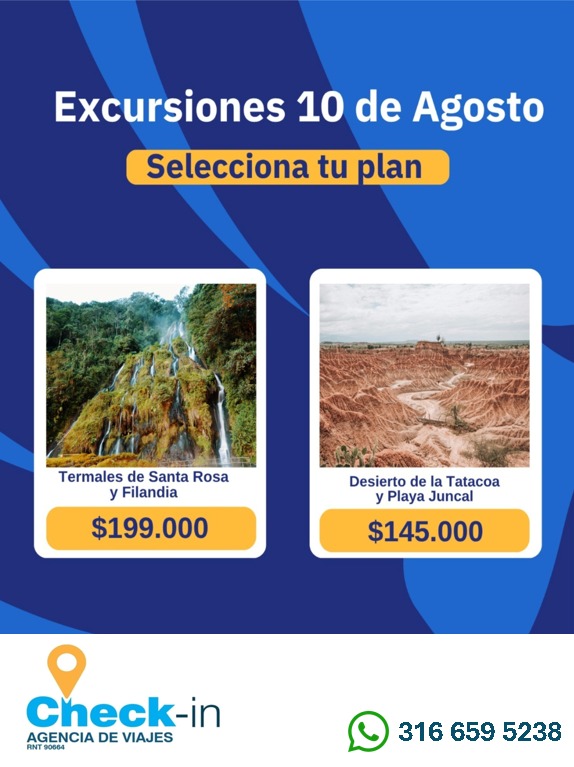 Excursiones 10 de Agosto
Selecciona tu plan
Termales de Santa Rosa
y Filandia
$199.000
Desierto de la Tatacoa
y Playa Juncal
$145.000
Check-in
AGENCIA DE VIAJES
RNT 90664
316 659 5238